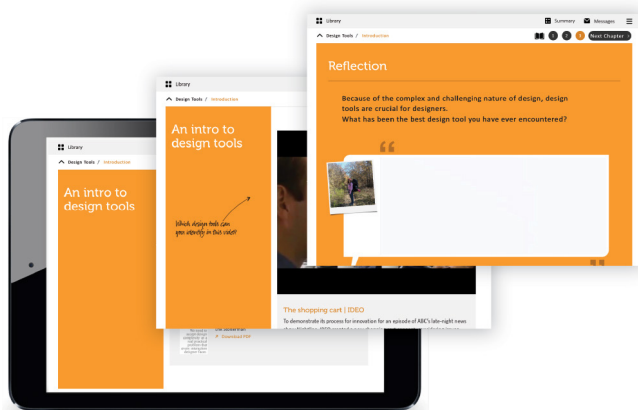 Library
Summary
Messages
Design Tools / Introduction
1
2
3
Next Chapter ›
Reflection
Because of the complex and challenging nature of design, design
tools are crucial for designers.
What has been the best design tool you have ever encountered?
Library
Design Tools / Introduction
An intro to
design tools
Which design tools can
you identify in this video?
The shopping cart | IDEO
To demonstrate its process for innovation for an episode of ABC's late-night news
Library
Design Tools / Introduction
An intro to
design tools
Download PDF